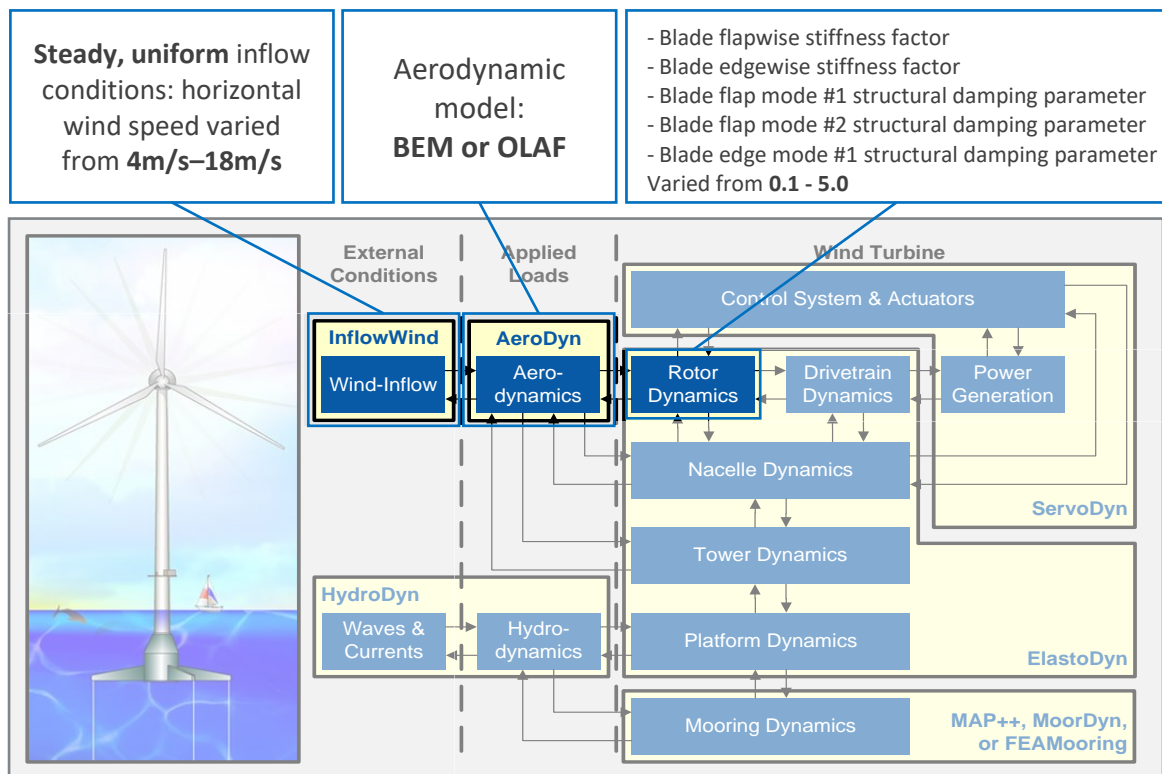 Steady, uniform inflow
conditions: horizontal
wind speed varied
from 4m/s–18m/s
Aerodynamic
model:
BEM or OLAF
- Blade flapwise stiffness factor
- Blade edgewise stiffness factor
- Blade flap mode #1 structural damping parameter
- Blade flap mode #2 structural damping parameter
- Blade edge mode #1 structural damping parameter
Varied from 0.1 - 5.0
External
Conditions
Applied
Loads
Wind Turbine
Control System & Actuators
InflowWind
Wind-Inflow
AeroDyn
Aero-
dynamics
Rotor
Dynamics
Drivetrain
Dynamics
Power
Generation
Nacelle Dynamics
ServoDyn
Tower Dynamics
HydroDyn
Waves &
Currents
Hydro-
dynamics
Platform Dynamics
ElastoDyn
Mooring Dynamics
MAP++, MoorDyn,
or FEAMooring